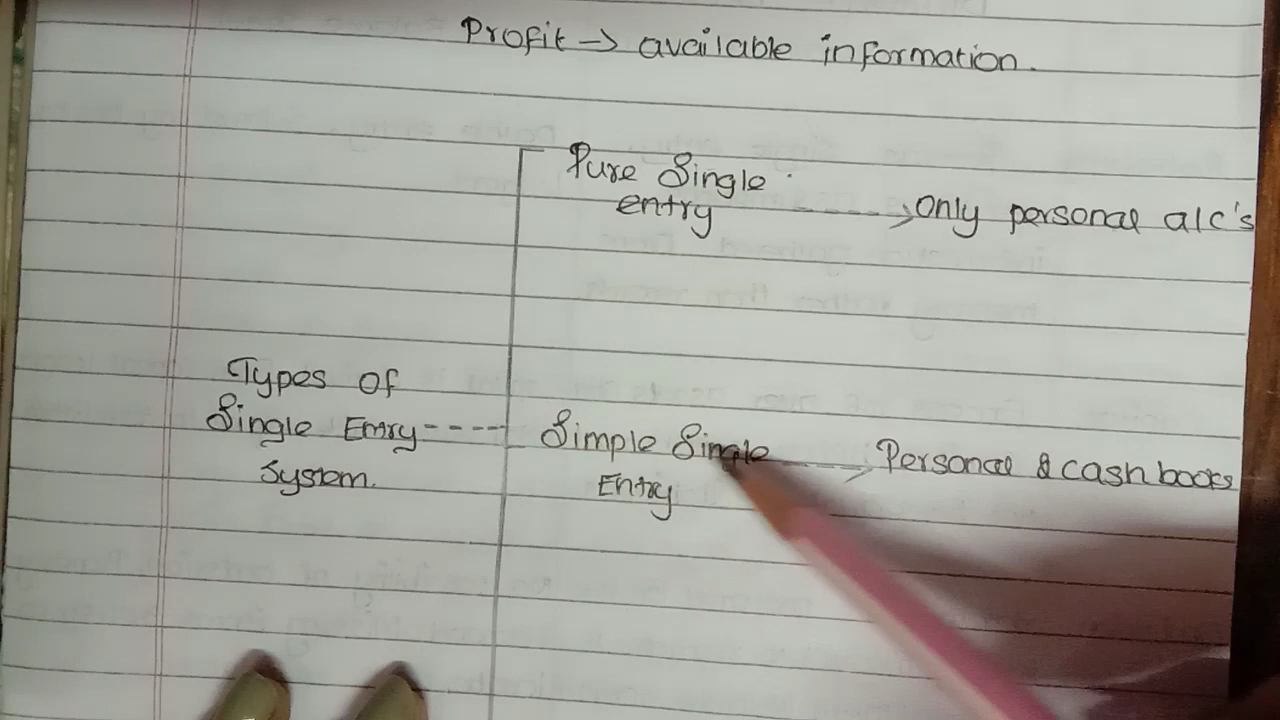 Profit → available information.
Pure Single
entry -----> Only personal a/c's
Types of
Single Entry ---- Simple Single -----> Personal & cash books
System. Entry